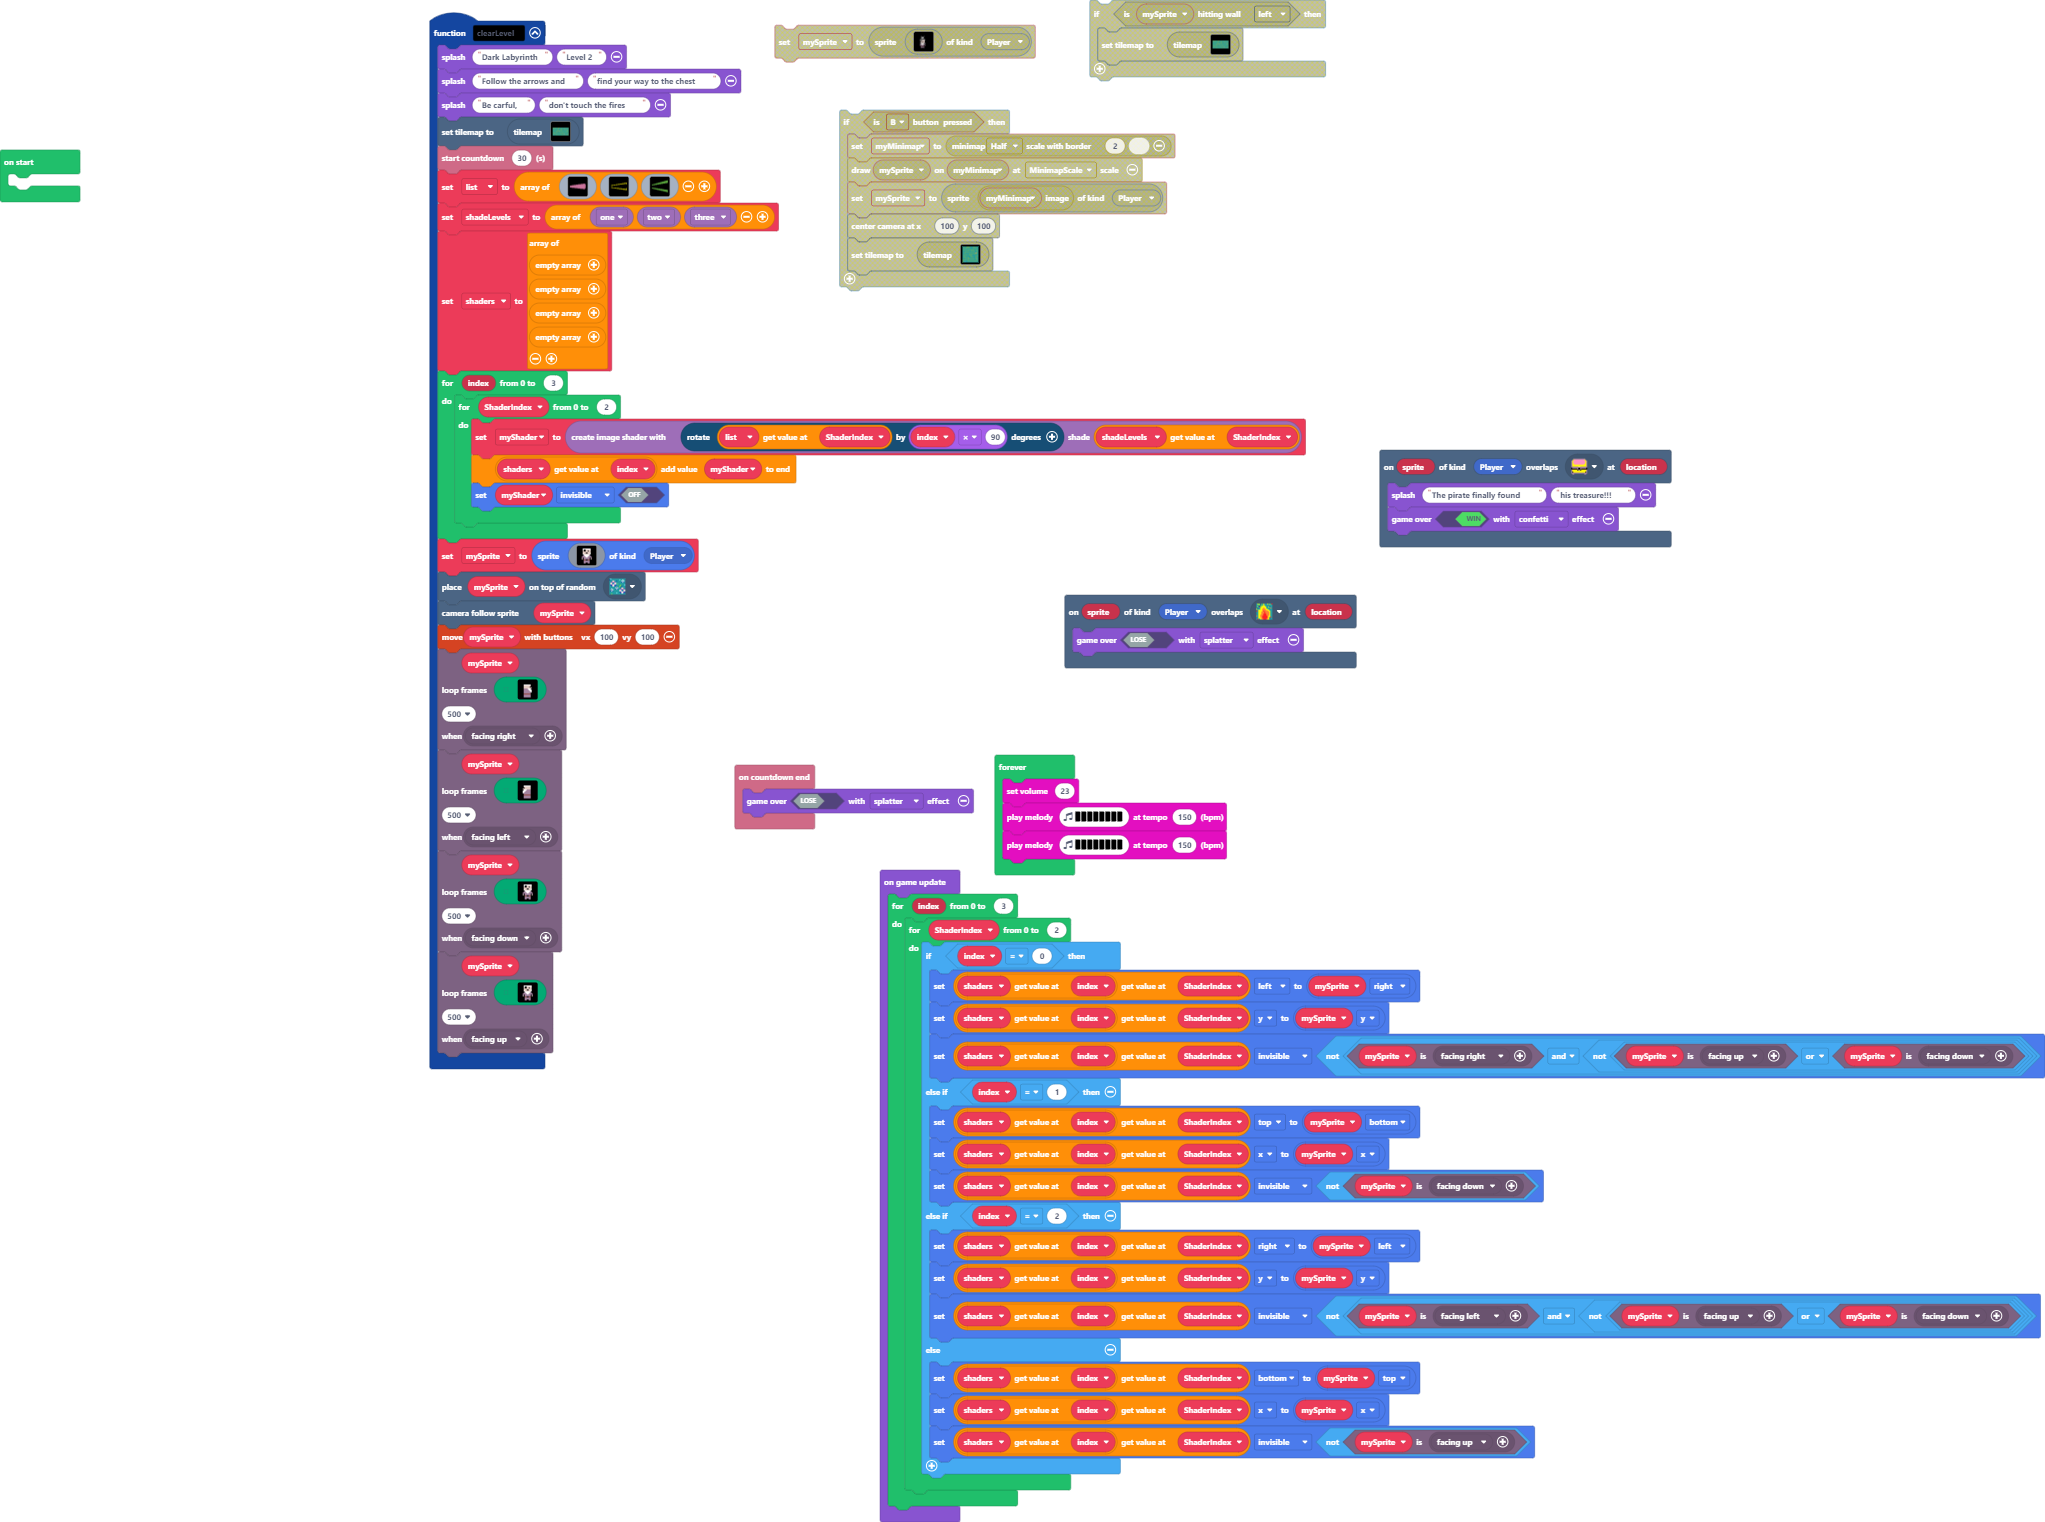 on start
function clearLevel
splash "Dark Labyrinth" "Level 2"
splash "Follow the arrows and" "find your way to the chest"
splash "Be carful," "don't touch the fires"
set tilemap to tilemap
start countdown 30 (s)
set list to array of
set shadeLevels to array of one two three
array of
empty array
empty array
set shaders to
empty array
empty array
for index from 0 to 3
do
for ShaderIndex from 0 to 2
do
set myShader to create image shader with rotate list get value at ShaderIndex by index x 90 degrees shade shadeLevels get value at ShaderIndex
shaders get value at index add value myShader to end
set myShader invisible OFF
set mySprite to sprite of kind Player
place mySprite on top of random
camera follow sprite mySprite
move mySprite with buttons vx 100 vy 100
mySprite
loop frames
500
when facing right
mySprite
loop frames
500
when facing left
mySprite
loop frames
500
when facing down
mySprite
loop frames
500
when facing up
set mySprite to sprite of kind Player
if is mySprite hitting wall left then
set tilemap to tilemap
if is B button pressed then
set myMinimap to minimap Half scale with border 2
draw mySprite on myMinimap at MinimapScale scale
set mySprite to sprite myMinimap image of kind Player
center camera at x 100 y 100
set tilemap to tilemap
on sprite of kind Player overlaps at location
splash "The pirate finally found" "his treasure!!!"
game over WIN with confetti effect
on sprite of kind Player overlaps at location
game over LOSE with splatter effect
on countdown end
game over LOSE with splatter effect
forever
set volume 23
play melody at tempo 150 (bpm)
play melody at tempo 150 (bpm)
on game update
for index from 0 to 3
do
for ShaderIndex from 0 to 2
do
if index = 0 then
set shaders get value at index get value at ShaderIndex left to mySprite right
set shaders get value at index get value at ShaderIndex y to mySprite y
set shaders get value at index get value at ShaderIndex invisible not mySprite is facing right and not mySprite is facing up or mySprite is facing down
else if index = 1 then
set shaders get value at index get value at ShaderIndex top to mySprite bottom
set shaders get value at index get value at ShaderIndex x to mySprite x
set shaders get value at index get value at ShaderIndex invisible not mySprite is facing down
else if index = 2 then
set shaders get value at index get value at ShaderIndex right to mySprite left
set shaders get value at index get value at ShaderIndex y to mySprite y
set shaders get value at index get value at ShaderIndex invisible not mySprite is facing left and not mySprite is facing up or mySprite is facing down
else
set shaders get value at index get value at ShaderIndex bottom to mySprite top
set shaders get value at index get value at ShaderIndex x to mySprite x
set shaders get value at index get value at ShaderIndex invisible not mySprite is facing up